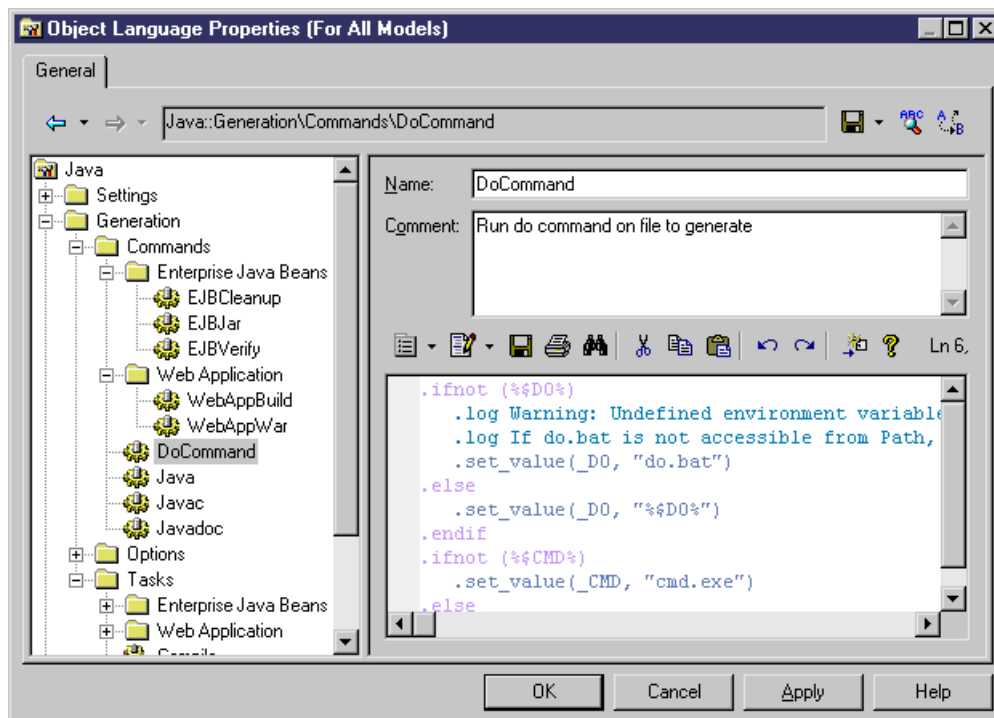 Object Language Properties (For All Models)
General
Java::Generation\Commands\DoCommand
ABC
A
B
Java
Settings
Generation
Commands
Enterprise Java Beans
EJBCleanup
EJBJar
EJBVerify
Web Application
WebAppBuild
WebAppWar
DoCommand
Java
Javac
Javadoc
Options
Tasks
Enterprise Java Beans
Web Application
Name: DoCommand
Comment: Run do command on file to generate
Ln 6,
.ifnot (%$DO%)
.log Warning: Undefined environment variable
.log If do.bat is not accessible from Path,
.set_value(_DO, "do.bat")
.else
.set_value(_DO, "%$DO%")
.endif
.ifnot (%$CMD%)
.set_value(_CMD, "cmd.exe")
.else
OK
Cancel
Apply
Help